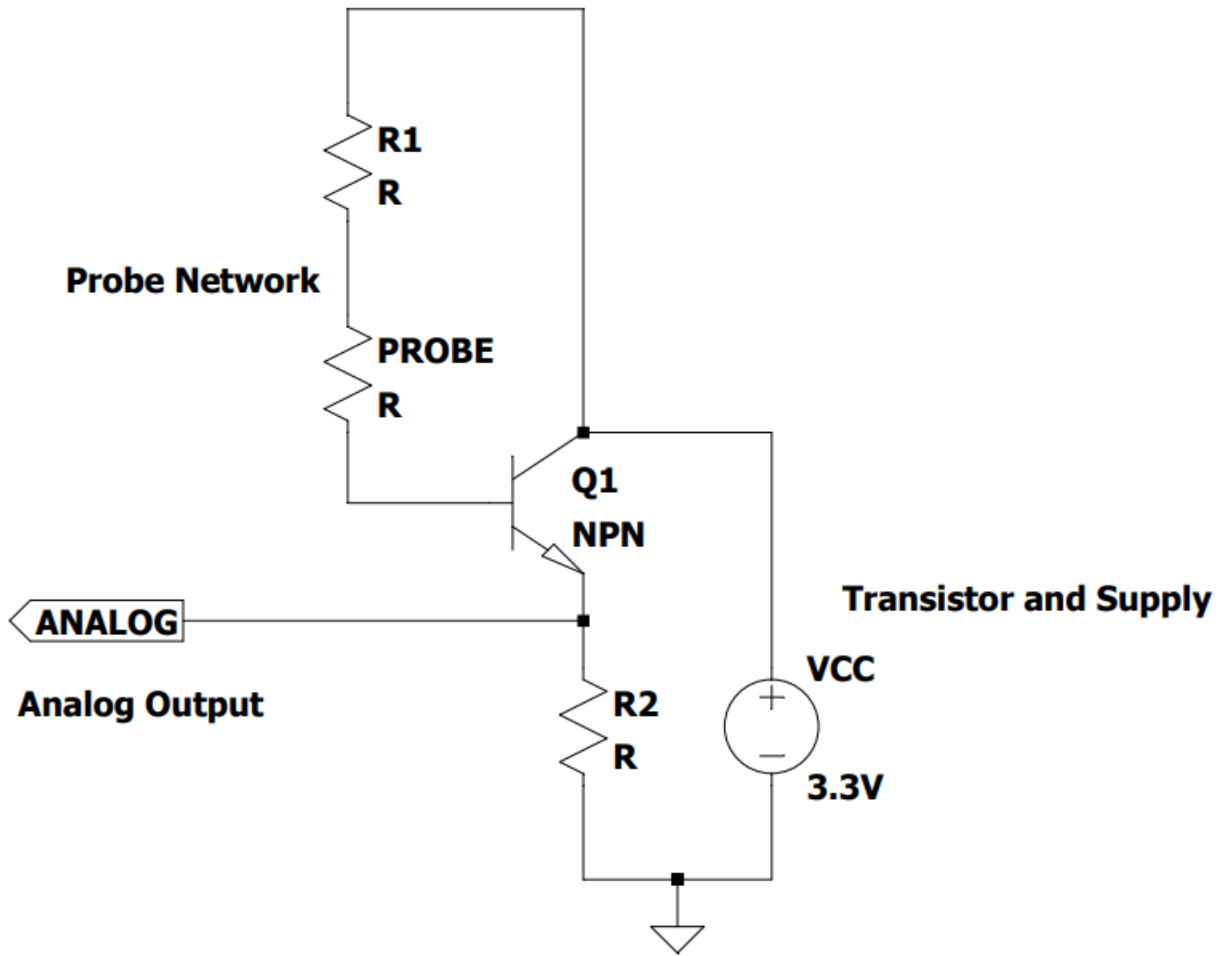 R1
R
Probe Network
PROBE
R
Q1
NPN
ANALOG
Transistor and Supply
Analog Output
VCC
R2
R
3.3V